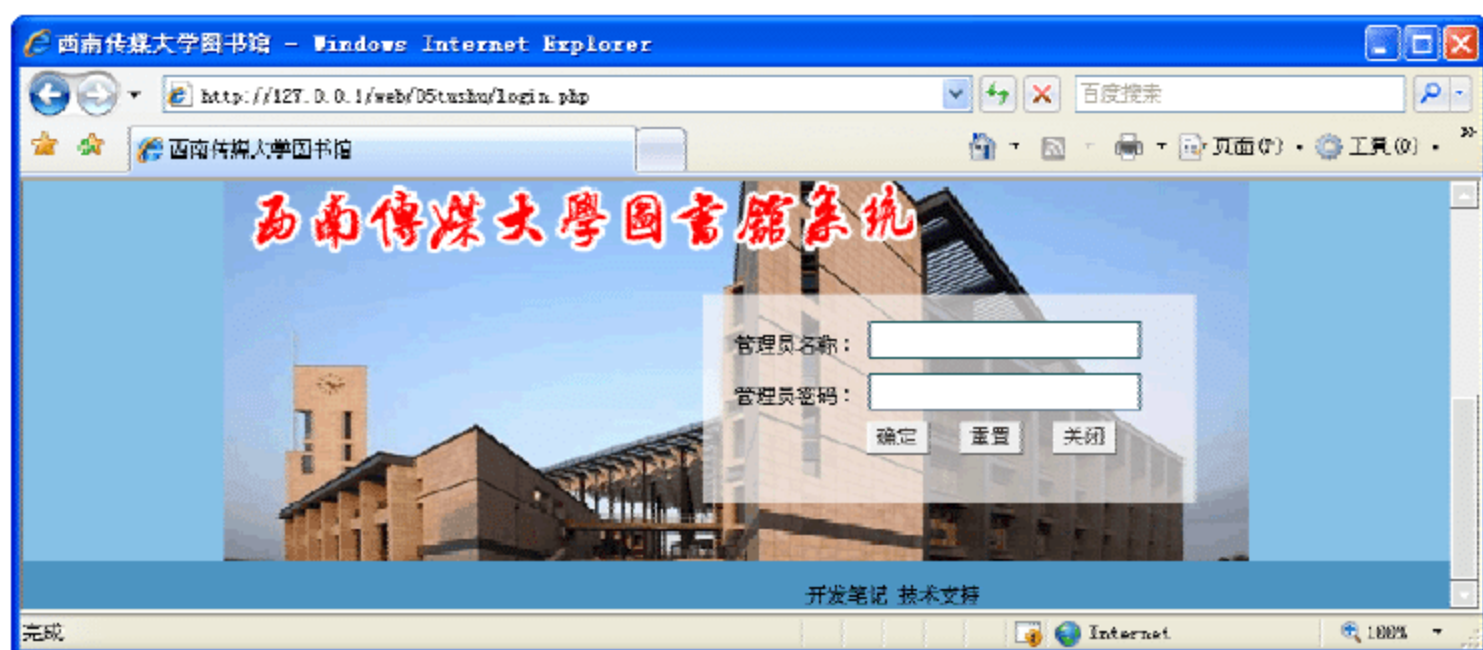 西南传媒大学图书馆 - Windows Internet Explorer
http://127.0.0.1/web/05tushu/login.php
百度搜索
西南传媒大学图书馆
页面(P)
工具(O)
西南傳媒大學圖書館系統
管理员名称：
管理员密码：
确定 重置 关闭
开发笔记 技术支持
完成
Internet
100%